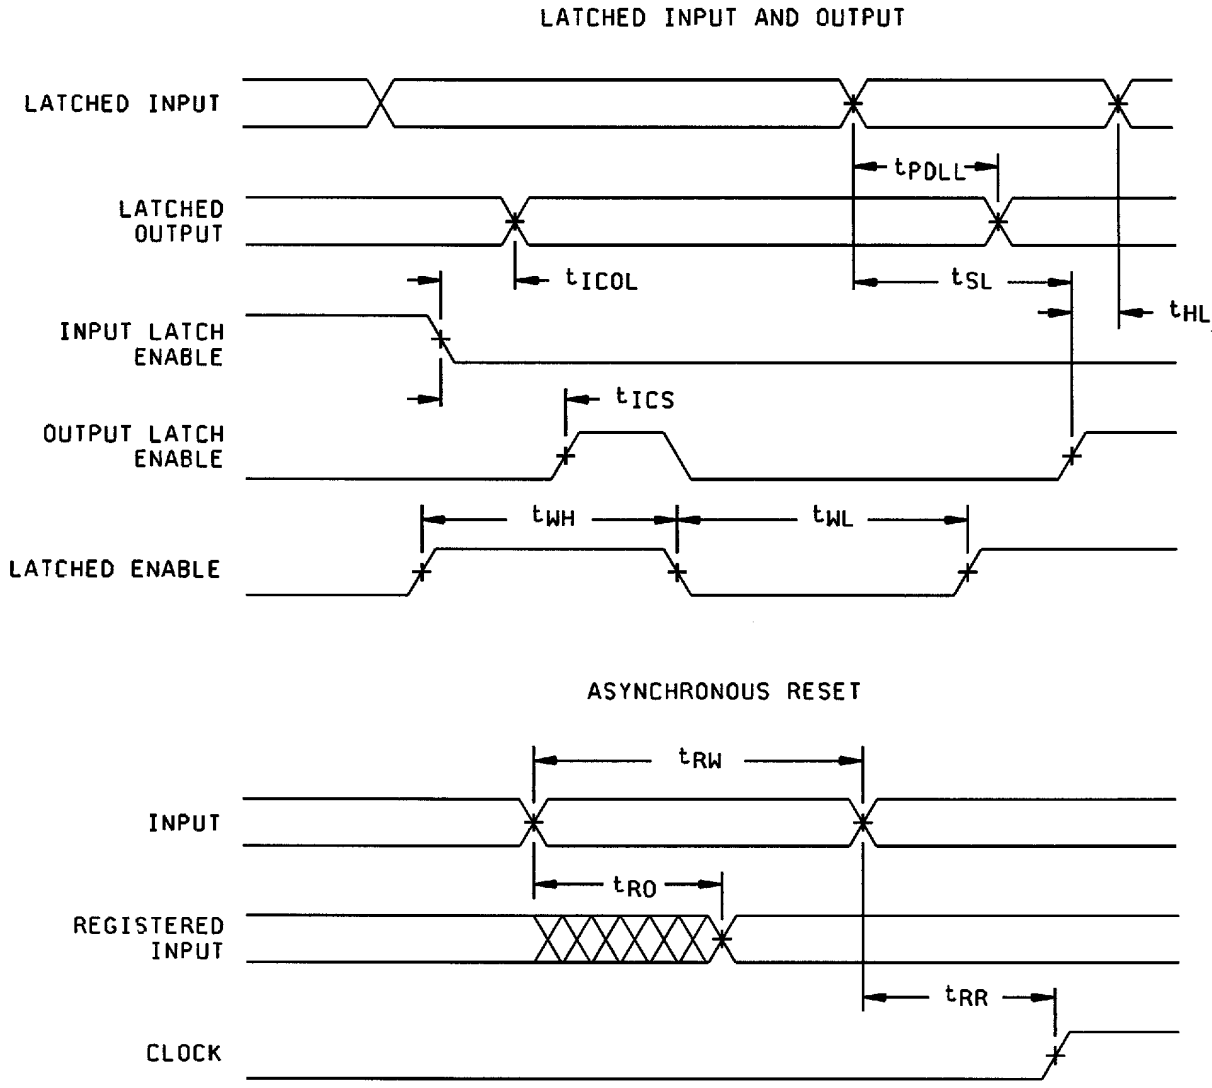 LATCHED INPUT AND OUTPUT
LATCHED INPUT
tPDLL
LATCHED
OUTPUT
tICOL
tSL
tHL
INPUT LATCH
ENABLE
tICS
OUTPUT LATCH
ENABLE
tWH
tWL
LATCHED ENABLE
ASYNCHRONOUS RESET
tRW
INPUT
tRO
REGISTERED
INPUT
tRR
CLOCK